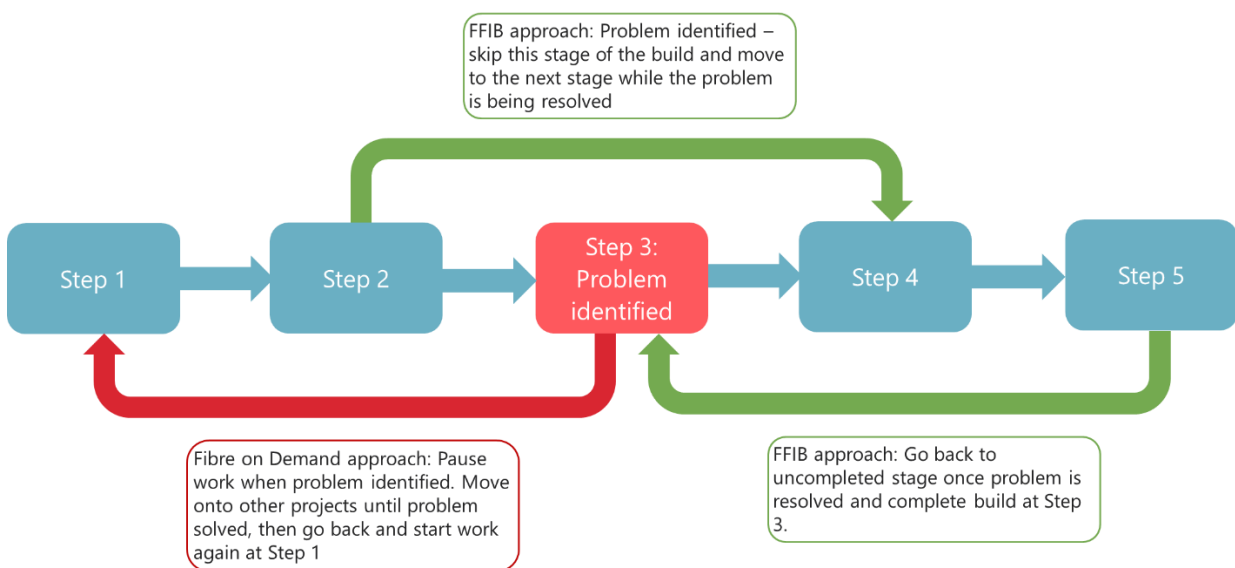 FFIB approach: Problem identified –
skip this stage of the build and move
to the next stage while the problem
is being resolved
Step 1
Step 2
Step 3:
Problem
identified
Step 4
Step 5
Fibre on Demand approach: Pause
work when problem identified. Move
onto other projects until problem
solved, then go back and start work
again at Step 1
FFIB approach: Go back to
uncompleted stage once problem is
resolved and complete build at Step
3.